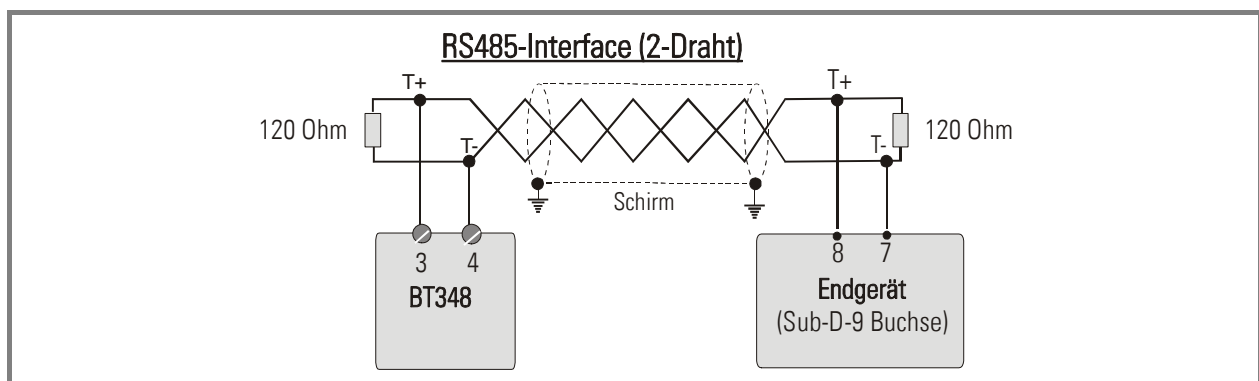 RS485-Interface (2-Draht)
T+
T+
120 Ohm
T-
T-
120 Ohm
Schirm
3
4
BT348
8
7
Endgerät
(Sub-D-9 Buchse)